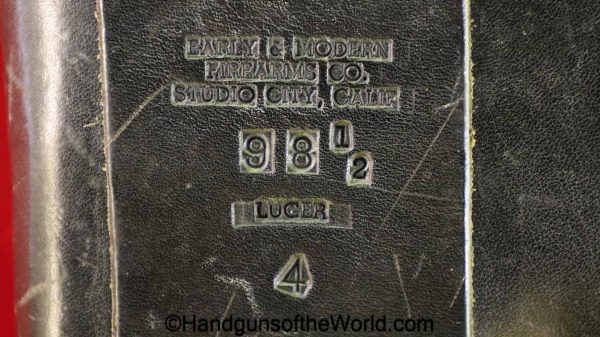 EARLY & MODERN
FIREARMS CO.
STUDIO CITY, CALIF
98 1/2
LUGER
4
©HandgunsoftheWorld.com